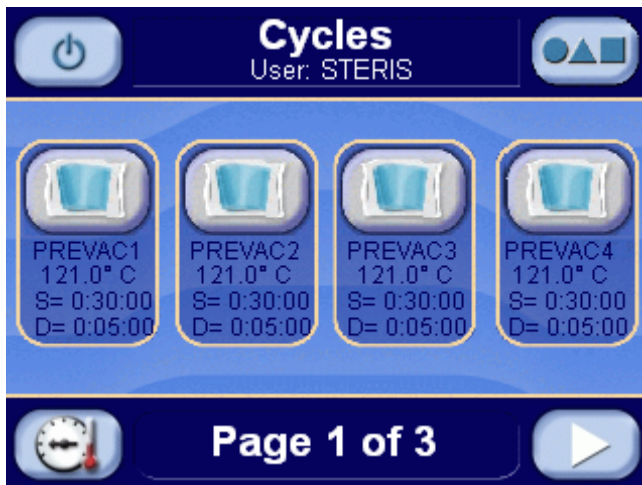 Cycles
User: STERIS
PREVAC1
121.0° C
S= 0:30:00
D= 0:05:00
PREVAC2
121.0° C
S= 0:30:00
D= 0:05:00
PREVAC3
121.0° C
S= 0:30:00
D= 0:05:00
PREVAC4
121.0° C
S= 0:30:00
D= 0:05:00
Page 1 of 3